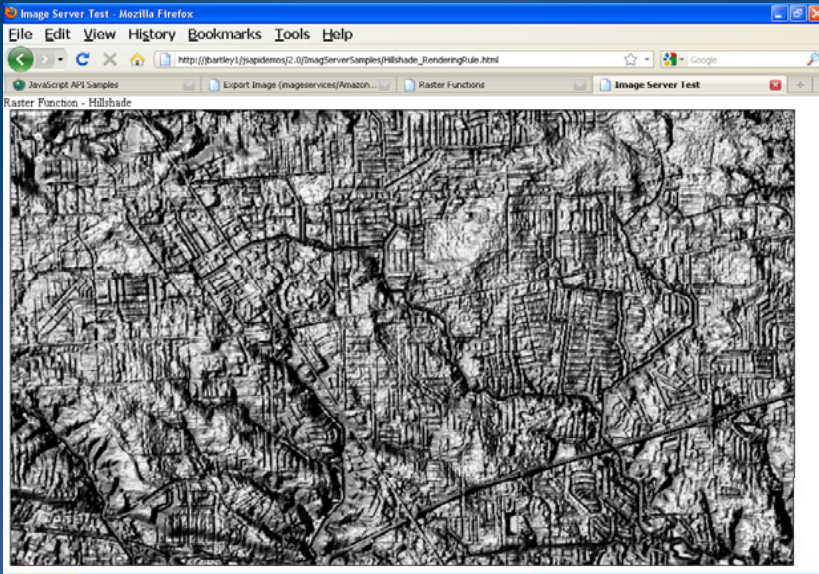 Image Server Test - Mozilla Firefox
File Edit View History Bookmarks Tools Help
http://jbartley1/jsapidemos/2.0/ImagServerSamples/Hillshade_RenderingRule.html
Google
JavaScript API Samples
Export Image (imageservices/Amazon...
Raster Functions
Image Server Test
Raster Function - Hillshade